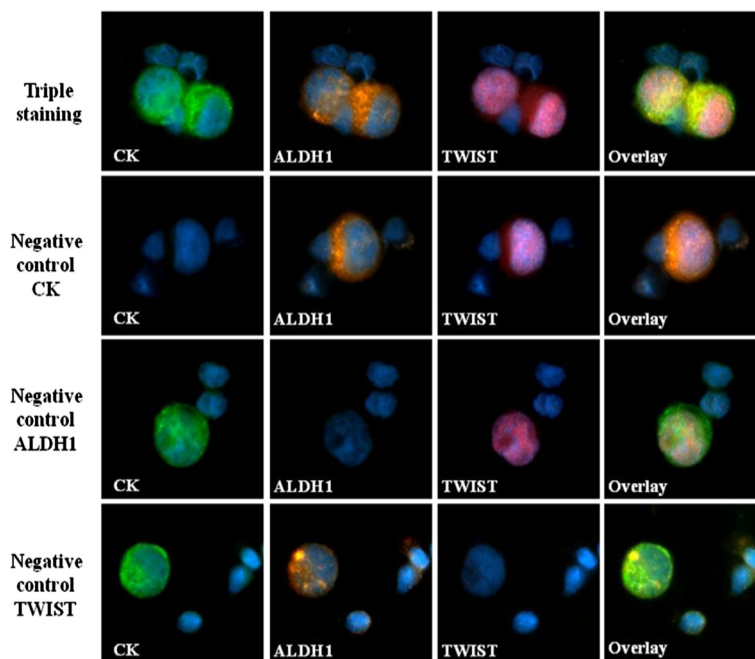 Triple
staining
CK
ALDH1
TWIST
Overlay
Negative
control
CK
CK
ALDH1
TWIST
Overlay
Negative
control
ALDH1
CK
ALDH1
TWIST
Overlay
Negative
control
TWIST
CK
ALDH1
TWIST
Overlay